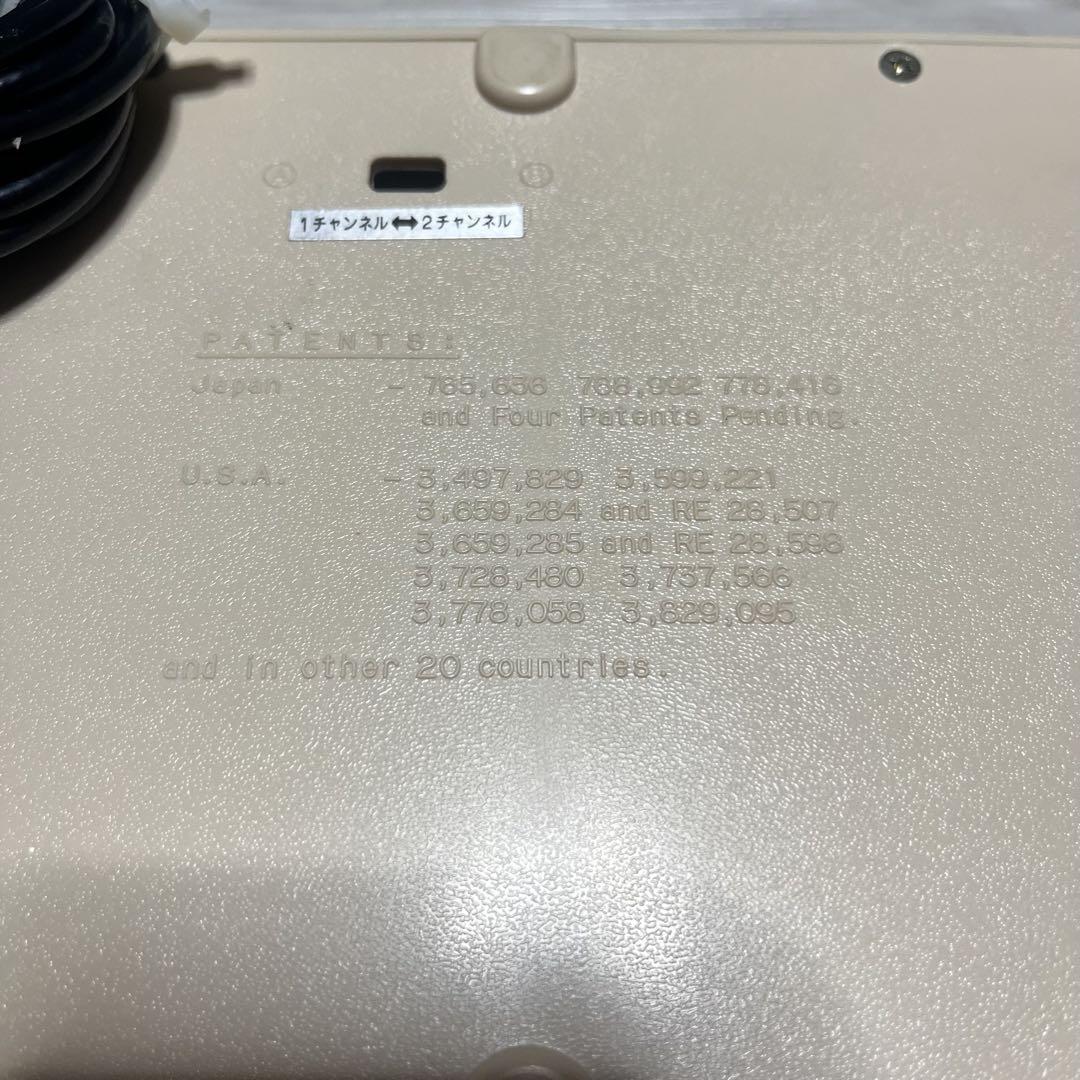 A B
1チャンネル⬌2チャンネル
PATENTS:
Japan - 765,636 768,992 778,416
and Four Patents Pending.
U.S.A. - 3,497,829 3,599,221
3,659,284 and RE 28,507
3,659,285 and RE 28,598
3,728,480 3,737,566
3,778,058 3,829,095
and in other 20 countries.